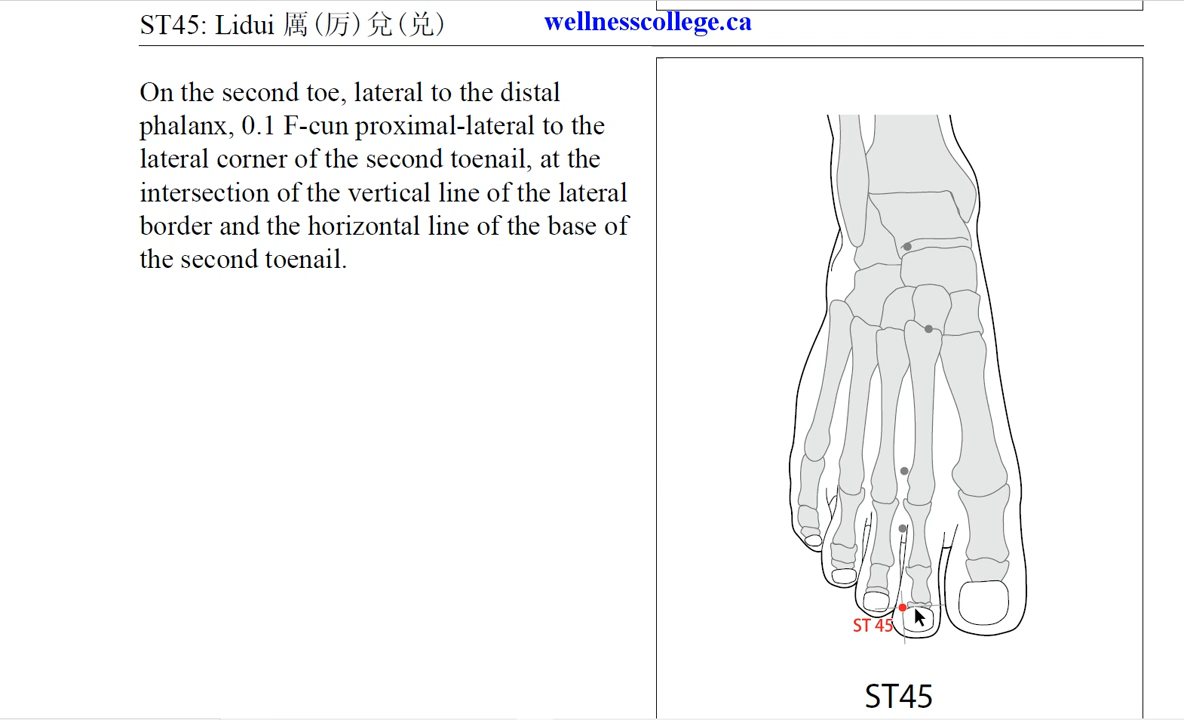 ST45: Lidui 厲(厉)兌(兑)
wellnesscollege.ca
On the second toe, lateral to the distal
phalanx, 0.1 F-cun proximal-lateral to the
lateral corner of the second toenail, at the
intersection of the vertical line of the lateral
border and the horizontal line of the base of
the second toenail.
ST 45
ST45